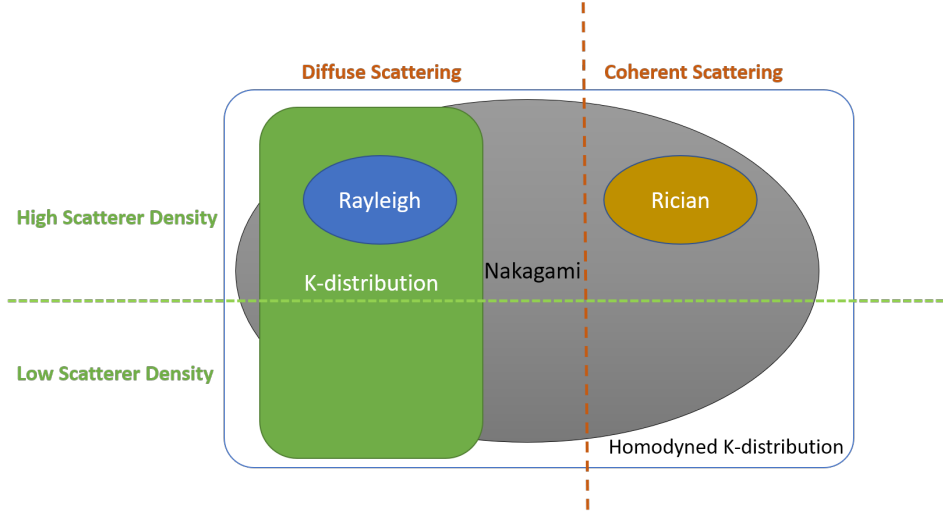 Diffuse Scattering
Coherent Scattering
High Scatterer Density
Rayleigh
Rician
Nakagami
K-distribution
Low Scatterer Density
Homodyned K-distribution